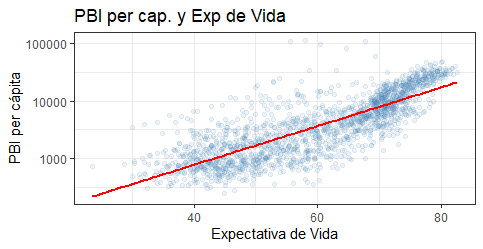 PBI per cap. y Exp de Vida
PBI per cápita
100000
10000
1000
40
60
80
Expectativa de Vida